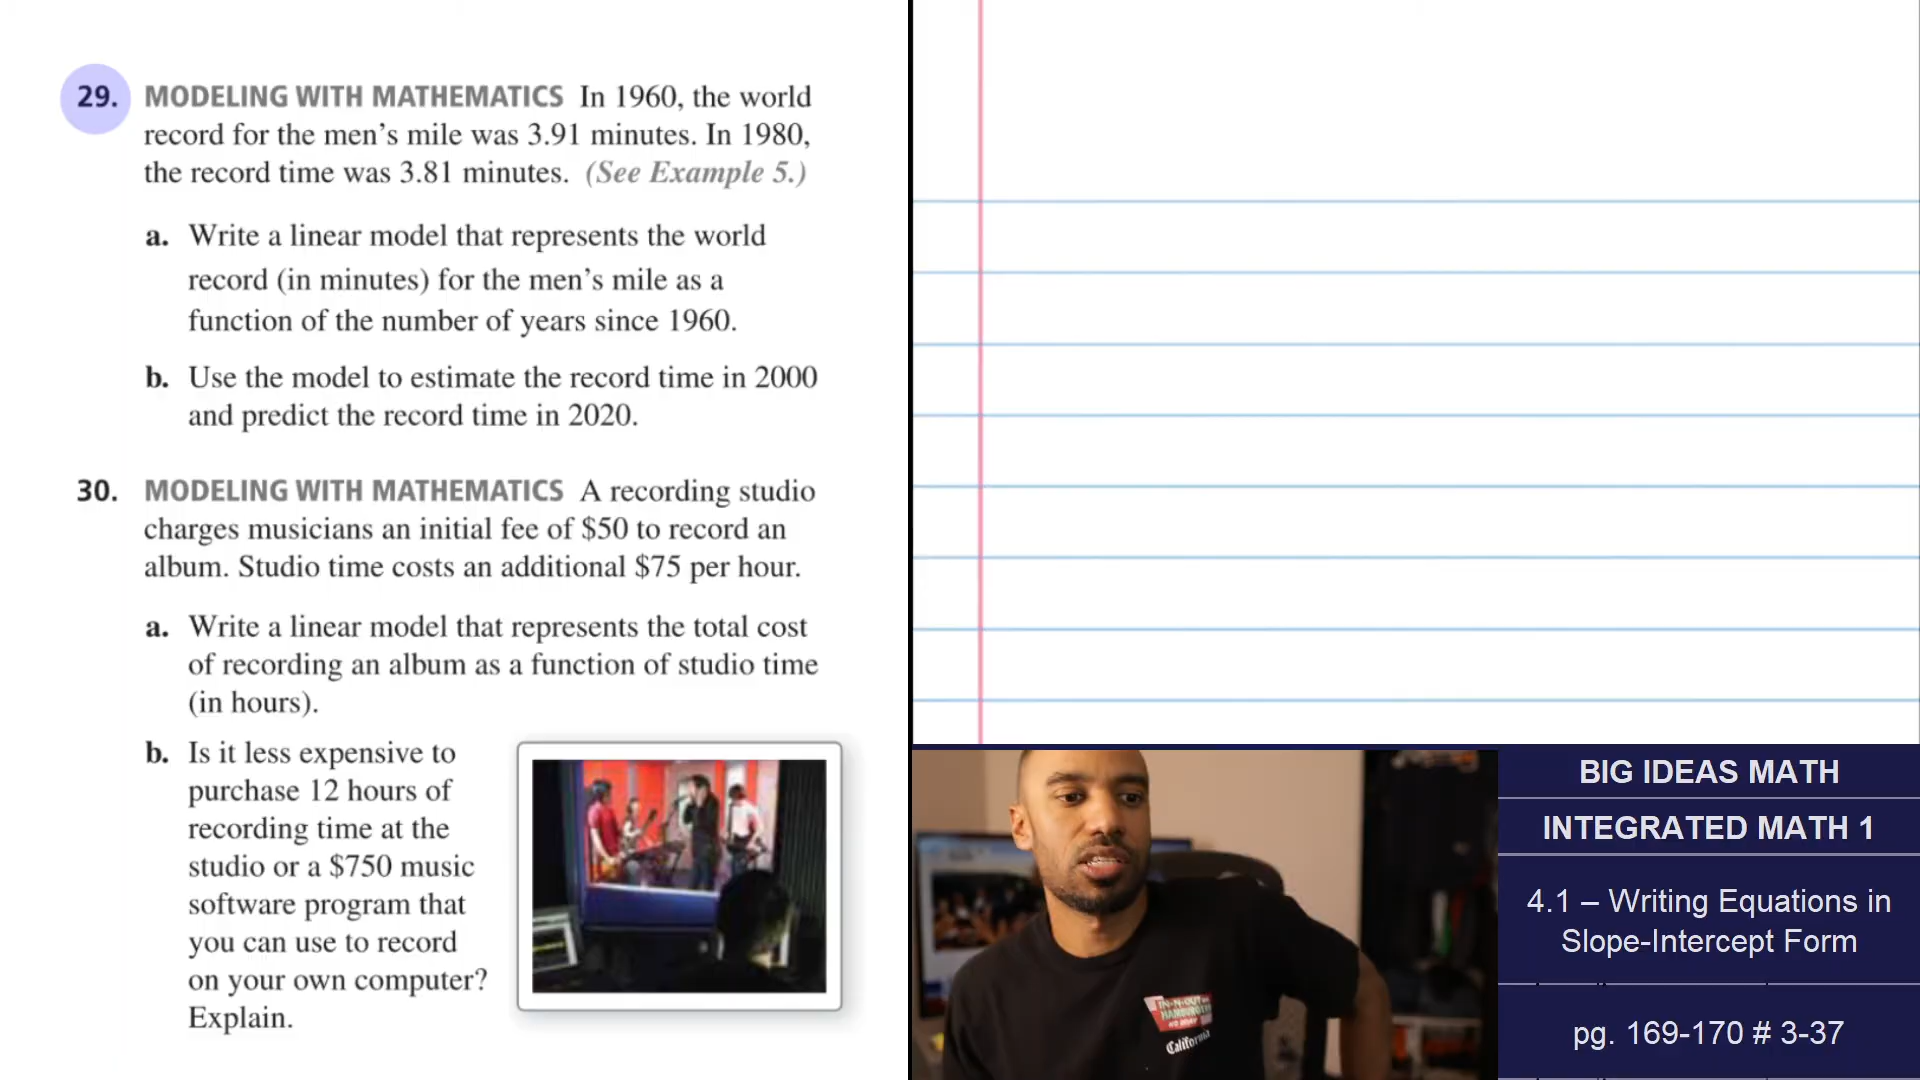 29. MODELING WITH MATHEMATICS In 1960, the world
record for the men’s mile was 3.91 minutes. In 1980,
the record time was 3.81 minutes. (See Example 5.)
a. Write a linear model that represents the world
record (in minutes) for the men’s mile as a
function of the number of years since 1960.
b. Use the model to estimate the record time in 2000
and predict the record time in 2020.
30. MODELING WITH MATHEMATICS A recording studio
charges musicians an initial fee of $50 to record an
album. Studio time costs an additional $75 per hour.
a. Write a linear model that represents the total cost
of recording an album as a function of studio time
(in hours).
b. Is it less expensive to
purchase 12 hours of
recording time at the
studio or a $750 music
software program that
you can use to record
on your own computer?
Explain.
IN-N-OUT
HAMBURGERS
NO DELAY
California
BIG IDEAS MATH
INTEGRATED MATH 1
4.1 – Writing Equations in
Slope-Intercept Form
pg. 169-170 # 3-37